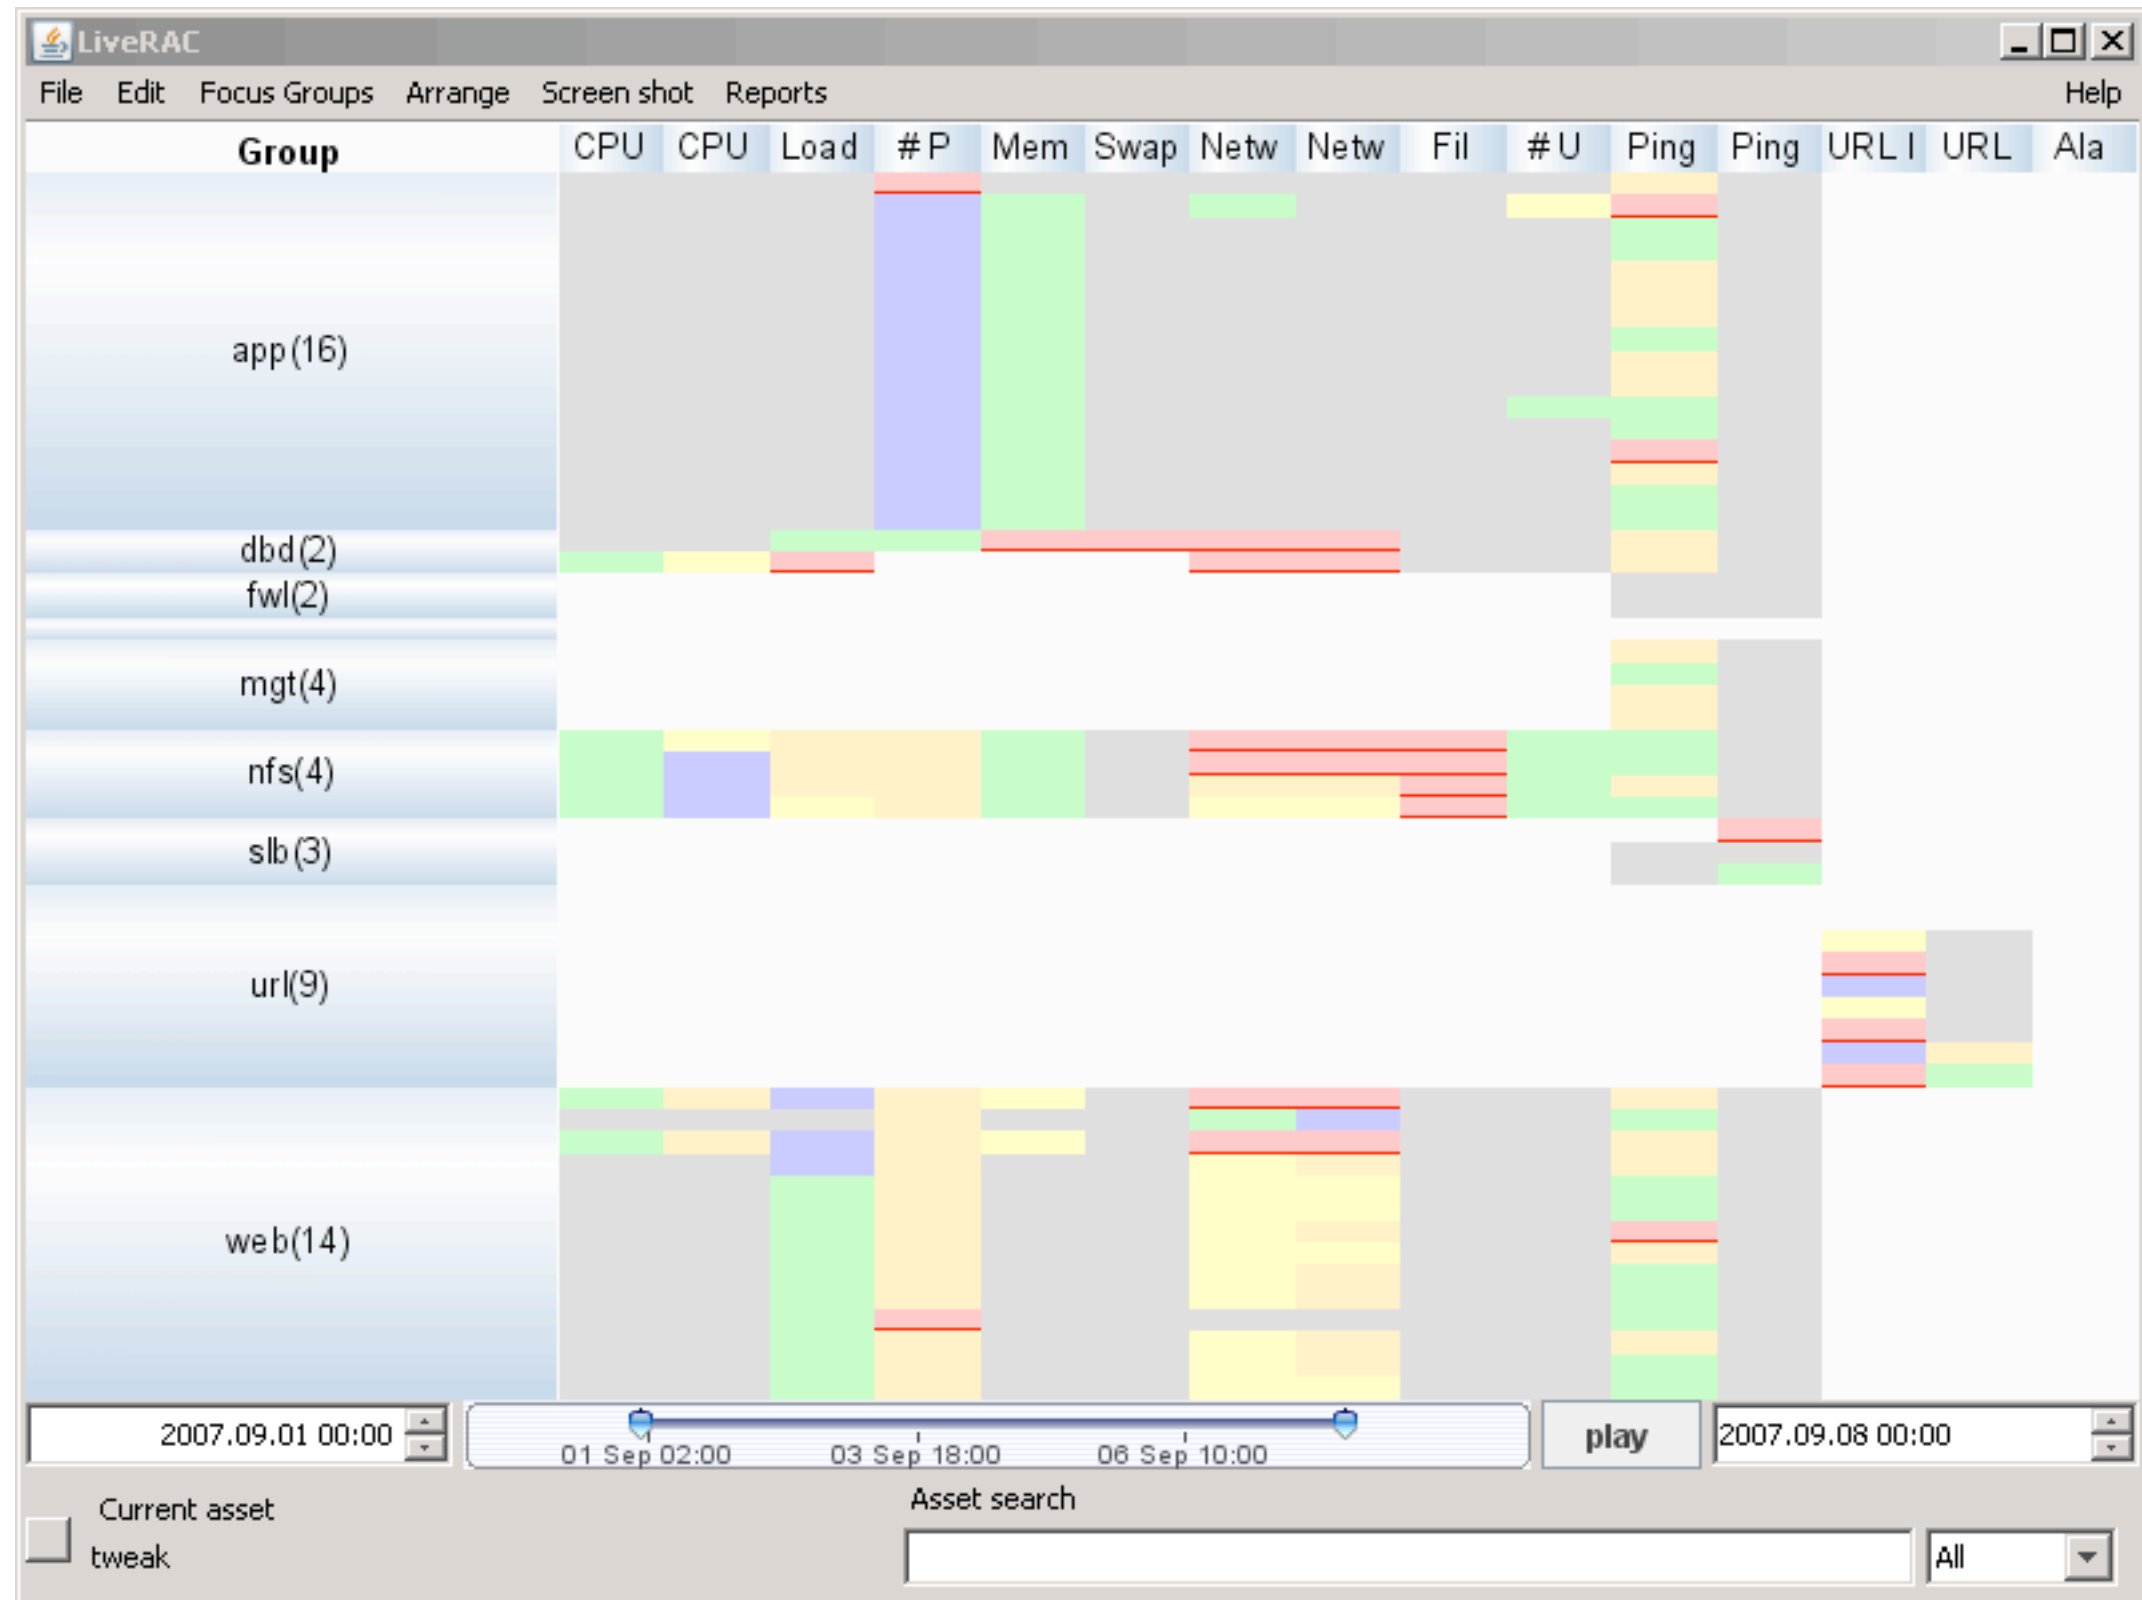 LiveRAC
File Edit Focus Groups Arrange Screen shot Reports Help
Group CPU CPU Load # P Mem Swap Netw Netw Fil # U Ping Ping URL I URL Ala
app(16)
dbd(2)
fwl(2)
mgt(4)
nfs(4)
slb(3)
url(9)
web(14)
2007.09.01 00:00 01 Sep 02:00 03 Sep 18:00 06 Sep 10:00 play 2007.09.08 00:00
Current asset Asset search
tweak All